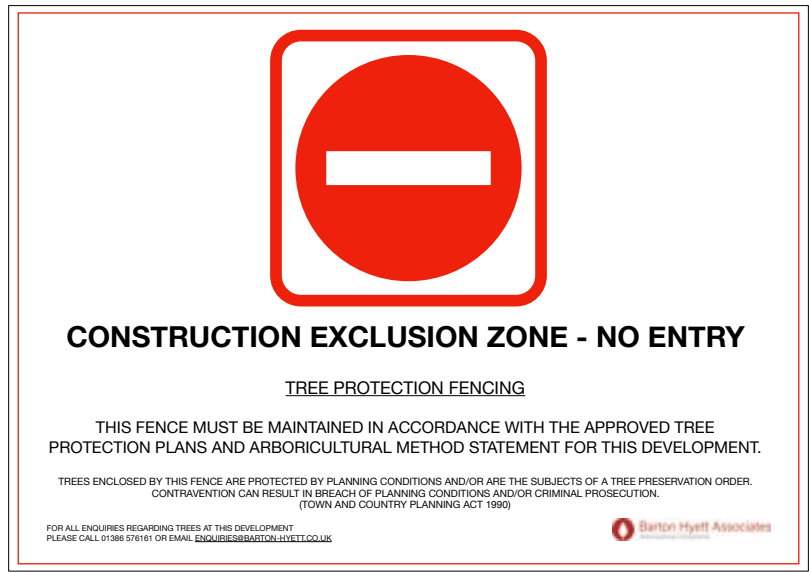 CONSTRUCTION EXCLUSION ZONE - NO ENTRY
TREE PROTECTION FENCING
THIS FENCE MUST BE MAINTAINED IN ACCORDANCE WITH THE APPROVED TREE
PROTECTION PLANS AND ARBORICULTURAL METHOD STATEMENT FOR THIS DEVELOPMENT.
TREES ENCLOSED BY THIS FENCE ARE PROTECTED BY PLANNING CONDITIONS AND/OR ARE THE SUBJECTS OF A TREE PRESERVATION ORDER.
CONTRAVENTION CAN RESULT IN BREACH OF PLANNING CONDITIONS AND/OR CRIMINAL PROSECUTION.
(TOWN AND COUNTRY PLANNING ACT 1990)
FOR ALL ENQUIRIES REGARDING TREES AT THIS DEVELOPMENT
PLEASE CALL 01386 576161 OR EMAIL ENQUIRIES@BARTON-HYETT.CO.UK
Barton Hyett Associates